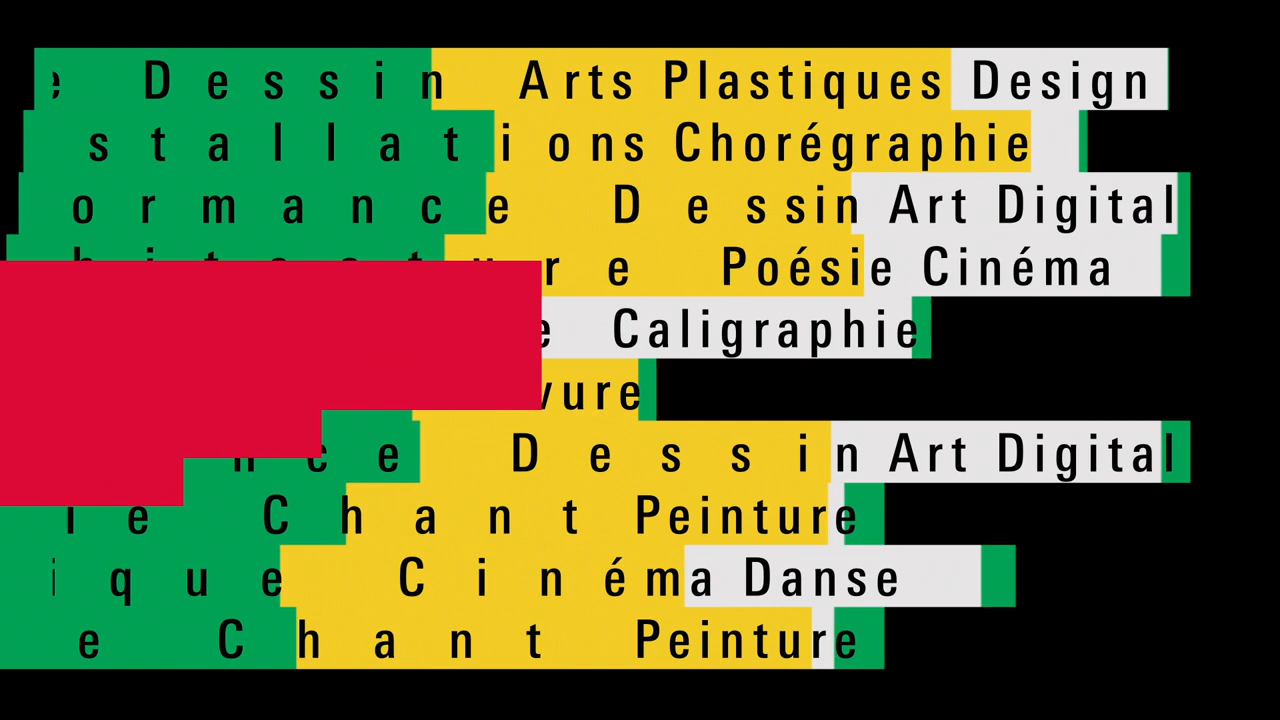 Dessin Arts Plastiques Design
stallations Chorégraphie
ormance Dessin Art Digital
Poésie Cinéma
Caligraphie
vure
nce Dessin Art Digital
ie Chant Peinture
ique Cinéma Danse
e Chant Peinture